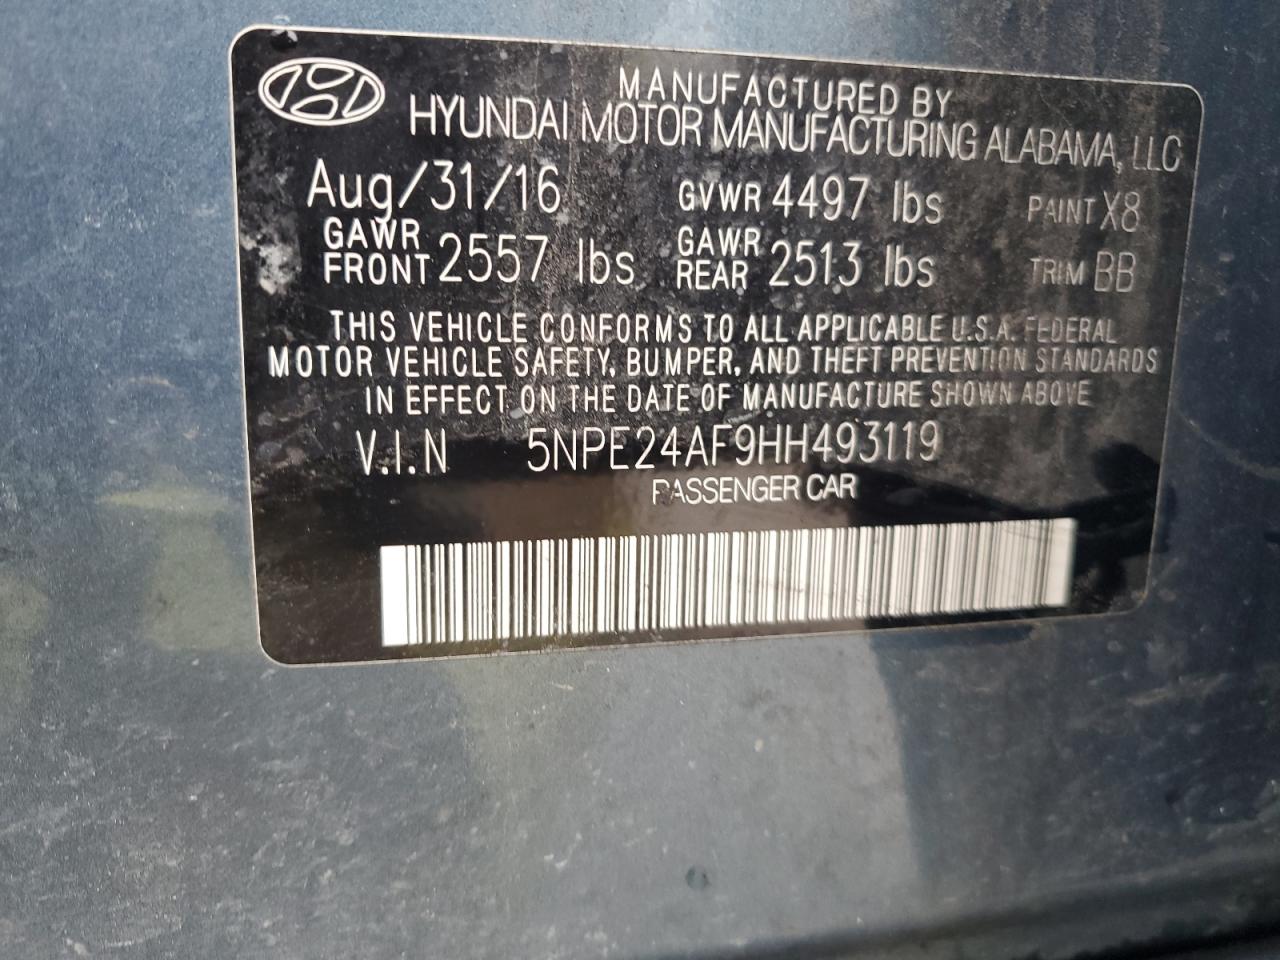 MANUFACTURED BY
HYUNDAI MOTOR MANUFACTURING ALABAMA, LLC
Aug/31/16 GVWR 4497 lbs PAINT X8
GAWR FRONT 2557 lbs GAWR REAR 2513 lbs TRIM BB
THIS VEHICLE CONFORMS TO ALL APPLICABLE U.S.A. FEDERAL
MOTOR VEHICLE SAFETY, BUMPER, AND THEFT PREVENTION STANDARDS
IN EFFECT ON THE DATE OF MANUFACTURE SHOWN ABOVE
V.I.N 5NPE24AF9HH493119
PASSENGER CAR